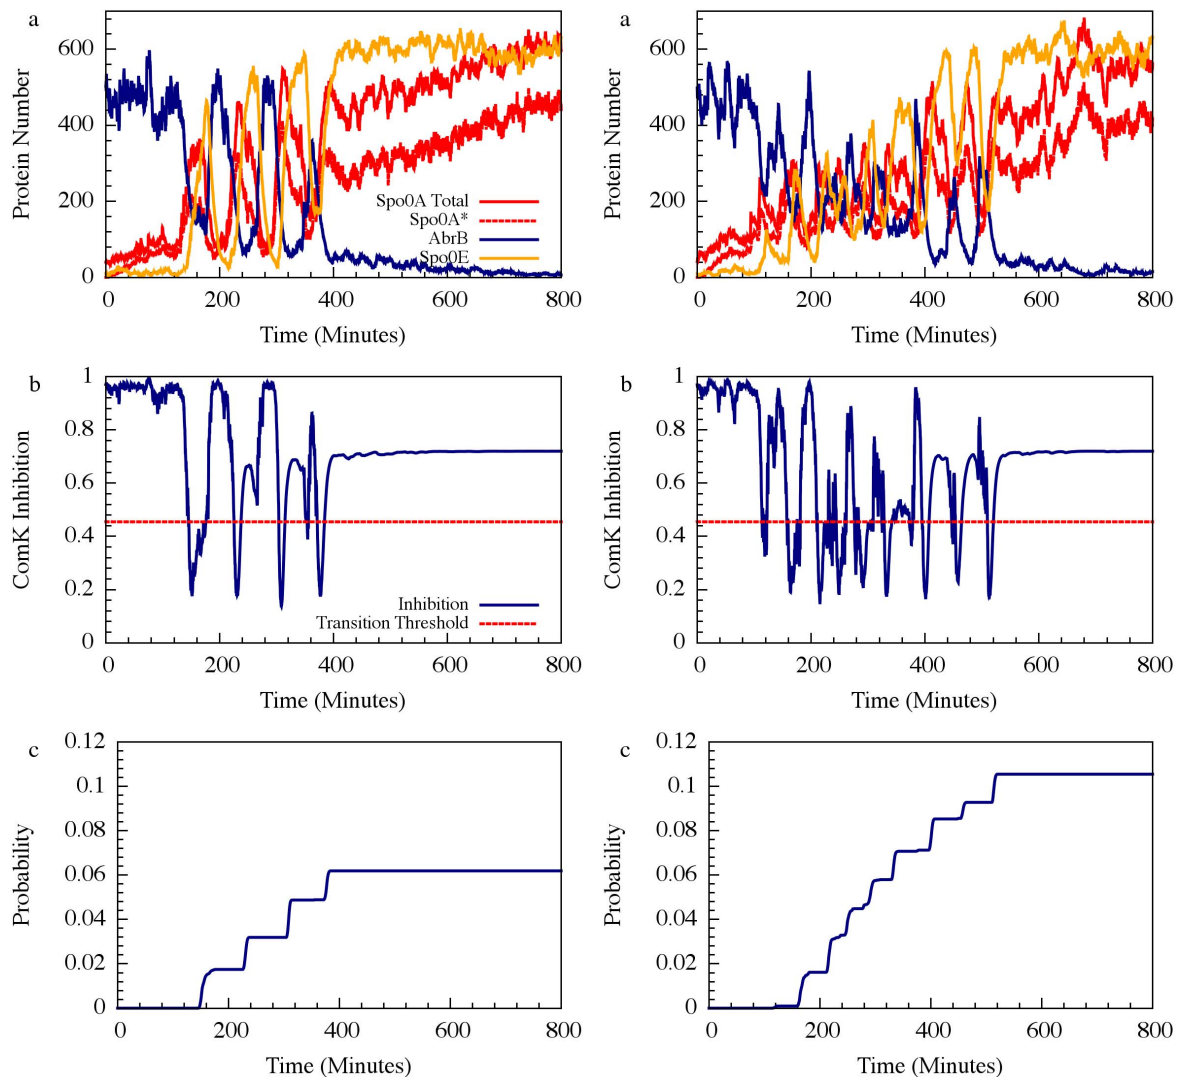 a
600
400
200
0
Protein Number
Spo0A Total
Spo0A*
AbrB
Spo0E
0 200 400 600 800
Time (Minutes)
a
600
400
200
0
Protein Number
0 200 400 600 800
Time (Minutes)
b
1
0.8
0.6
0.4
0.2
0
ComK Inhibition
Inhibition
Transition Threshold
0 200 400 600 800
Time (Minutes)
b
1
0.8
0.6
0.4
0.2
0
ComK Inhibition
0 200 400 600 800
Time (Minutes)
c
0.12
0.1
0.08
0.06
0.04
0.02
0
Probability
0 200 400 600 800
Time (Minutes)
c
0.12
0.1
0.08
0.06
0.04
0.02
0
Probability
0 200 400 600 800
Time (Minutes)